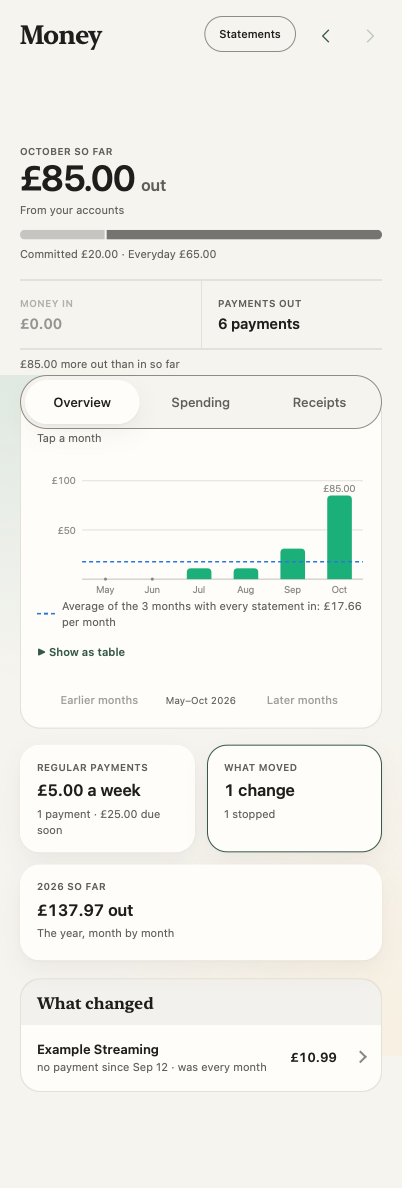 Money
Statements
OCTOBER SO FAR
£85.00 out
From your accounts
Committed £20.00 · Everyday £65.00
MONEY IN
£0.00
PAYMENTS OUT
6 payments
£85.00 more out than in so far
Overview
Spending
Receipts
Tap a month
£100
£50
£85.00
May
Jun
Jul
Aug
Sep
Oct
Average of the 3 months with every statement in: £17.66
per month
Show as table
Earlier months
May–Oct 2026
Later months
REGULAR PAYMENTS
£5.00 a week
1 payment · £25.00 due
soon
WHAT MOVED
1 change
1 stopped
2026 SO FAR
£137.97 out
The year, month by month
What changed
Example Streaming
no payment since Sep 12 · was every month
£10.99